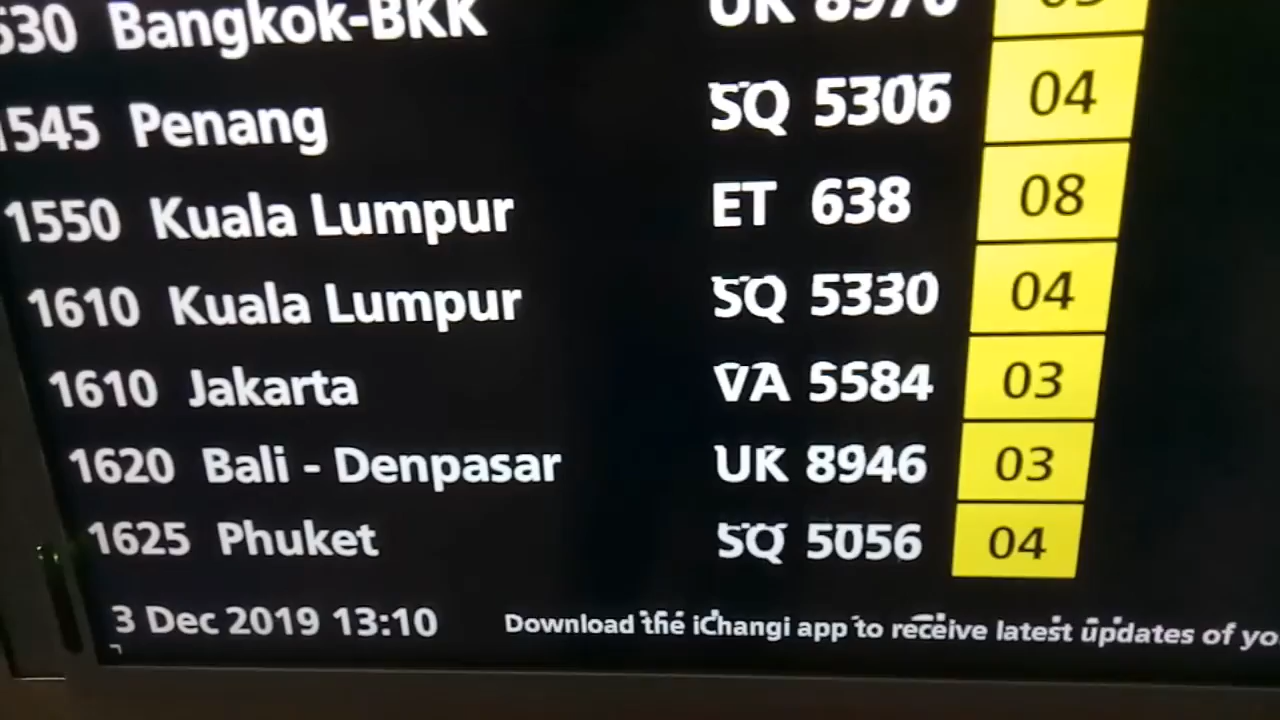 Bangkok-BKK UK
1545 Penang SQ 5306 04
1550 Kuala Lumpur ET 638 08
1610 Kuala Lumpur SQ 5330 04
1610 Jakarta VA 5584 03
1620 Bali - Denpasar UK 8946 03
1625 Phuket SQ 5056 04
3 Dec 2019 13:10 Download the iChangi app to receive latest updates of yo